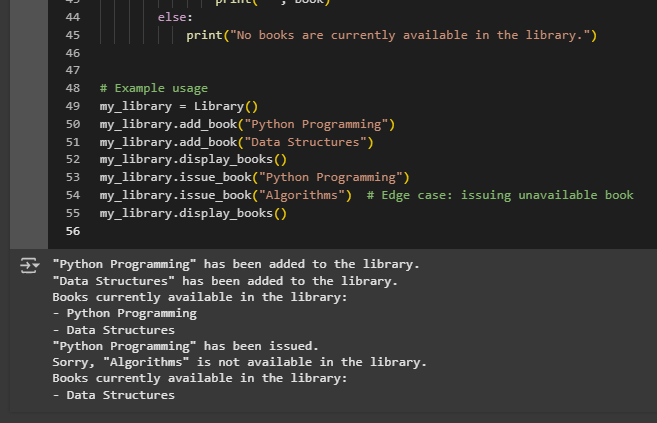 44 else:
45 print("No books are currently available in the library.")
46
47
48 # Example usage
49 my_library = Library()
50 my_library.add_book("Python Programming")
51 my_library.add_book("Data Structures")
52 my_library.display_books()
53 my_library.issue_book("Python Programming")
54 my_library.issue_book("Algorithms")  # Edge case: issuing unavailable book
55 my_library.display_books()
56
"Python Programming" has been added to the library.
"Data Structures" has been added to the library.
Books currently available in the library:
- Python Programming
- Data Structures
"Python Programming" has been issued.
Sorry, "Algorithms" is not available in the library.
Books currently available in the library:
- Data Structures